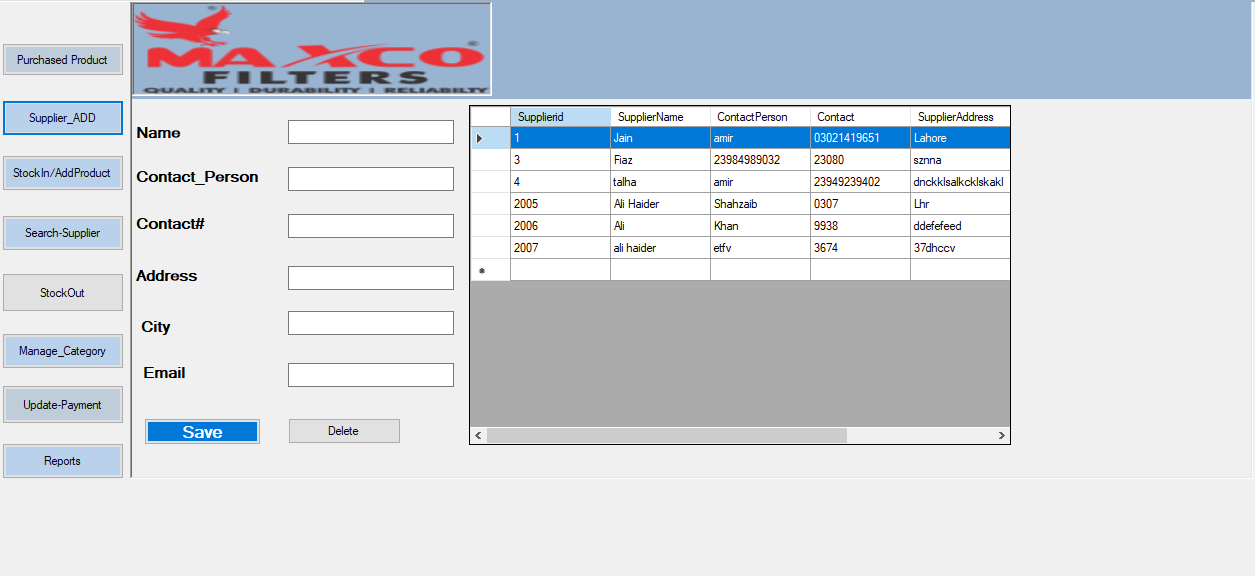 MAXCO®
FILTERS
QUALITY | DURABILITY | RELIABILTY
Purchased Product
Supplier_ADD
StockIn/AddProduct
Search-Supplier
StockOut
Manage_Category
Update-Payment
Reports
Name
Contact_Person
Contact#
Address
City
Email
Save
Delete
Supplierid SupplierName ContactPerson Contact SupplierAddress
1 Jain amir 03021419651 Lahore
3 Fiaz 23984989032 23080 sznna
4 talha amir 23949239402 dnckklsalkcklskakl
2005 Ali Haider Shahzaib 0307 Lhr
2006 Ali Khan 9938 ddefefeed
2007 ali haider etfv 3674 37dhccv